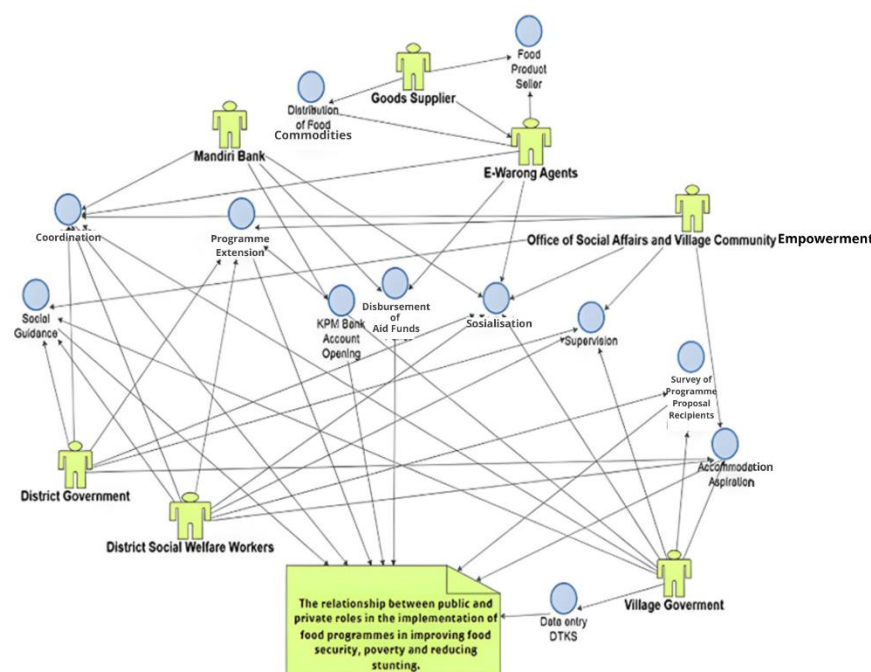 Food
Product
Seller
Goods Supplier
Distribution
of Food
Commodities
Mandiri Bank
E-Warong Agents
Coordination
Programme
Extension
Office of Social Affairs and Village Community Empowerment
Social
Guidance
KPM Bank
Account
Opening
Disbursement
of
Aid Funds
Sosialisation
Supervision
Survey of
Programme
Proposal
Recipients
Accommodation
Aspiration
District Government
District Social Welfare Workers
The relationship between public and
private roles in the implementation of
food programmes in improving food
security, poverty and reducing
stunting.
Data entry
DTKS
Village Goverment